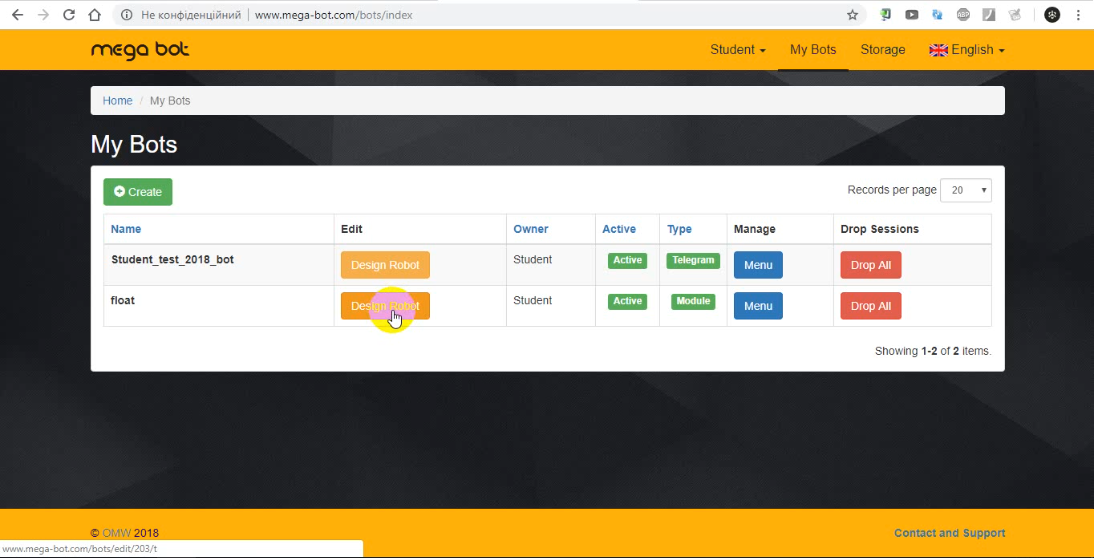 Не конфіденційний www.mega-bot.com/bots/index
mega bot Student My Bots Storage English
Home / My Bots
My Bots
Create Records per page 20
Name Edit Owner Active Type Manage Drop Sessions
Student_test_2018_bot Design Robot Student Active Telegram Menu Drop All
float Design Robot Student Active Module Menu Drop All
Showing 1-2 of 2 items.
© OMW 2018 Contact and Support
www.mega-bot.com/bots/edit/203/t